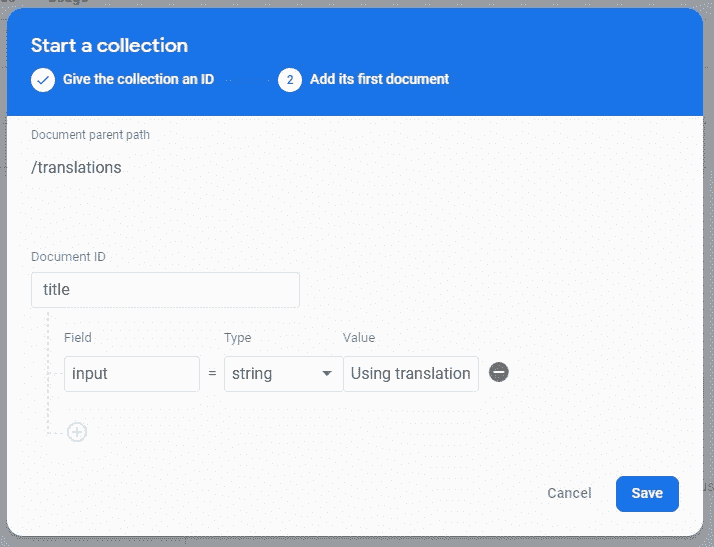 Start a collection
Give the collection an ID
2 Add its first document
Document parent path
/translations
Document ID
title
Field Type Value
input = string Using translation
Cancel Save